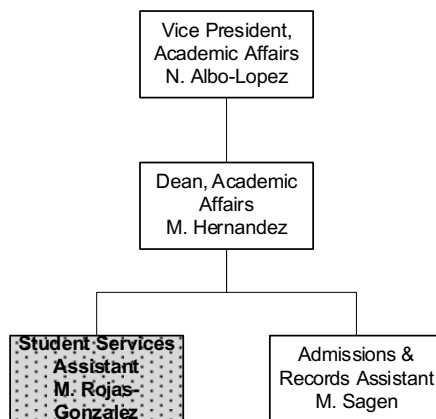 Vice President,
Academic Affairs
N. Albo-Lopez
Dean, Academic
Affairs
M. Hernandez
Student Services
Assistant
M. Rojas-
Gonzalez
Admissions &
Records Assistant
M. Sagen